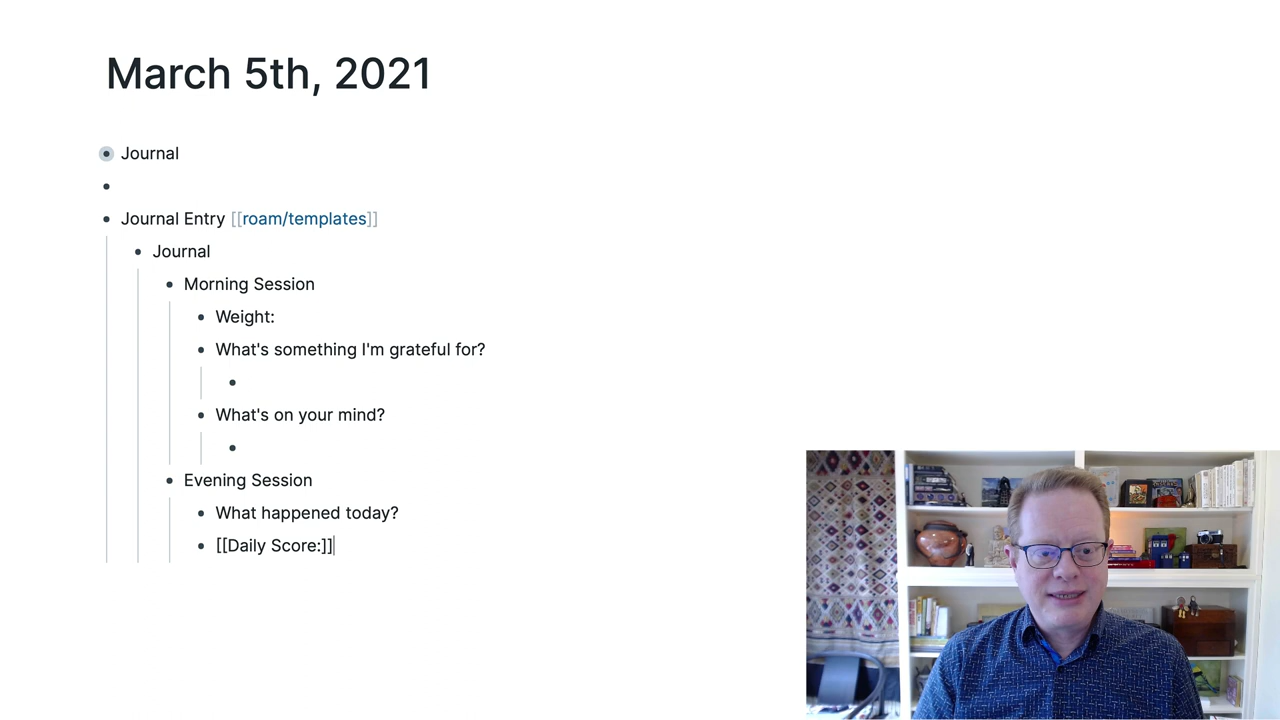 March 5th, 2021
Journal
Journal Entry [[roam/templates]]
Journal
Morning Session
Weight:
What's something I'm grateful for?
What's on your mind?
Evening Session
What happened today?
[[Daily Score:]]